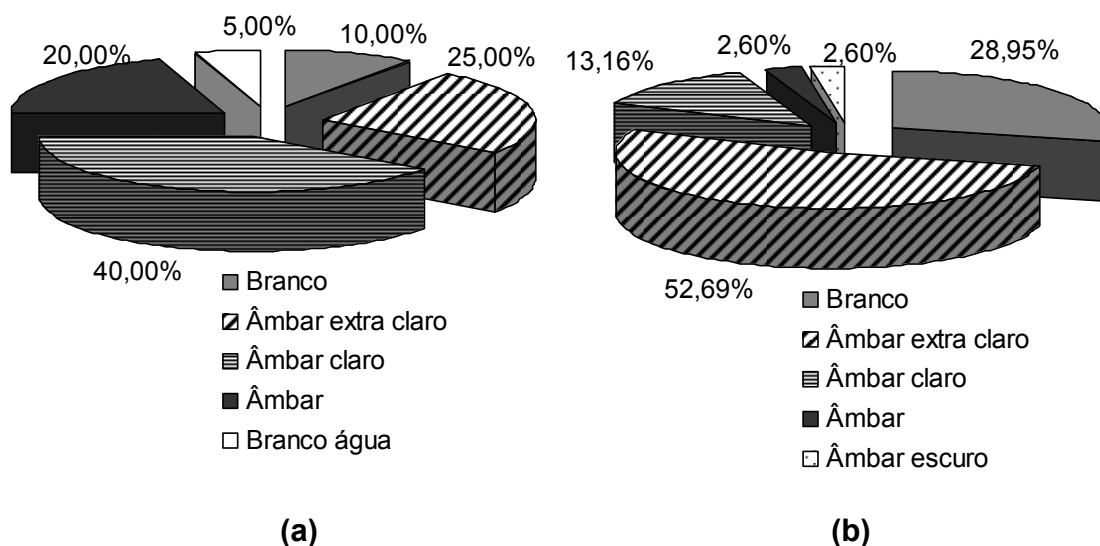 5,00%
10,00%
20,00%
25,00%
40,00%
Branco
Âmbar extra claro
Âmbar claro
Âmbar
Branco água
(a)
2,60%
2,60%
28,95%
13,16%
52,69%
Branco
Âmbar extra claro
Âmbar claro
Âmbar
Âmbar escuro
(b)